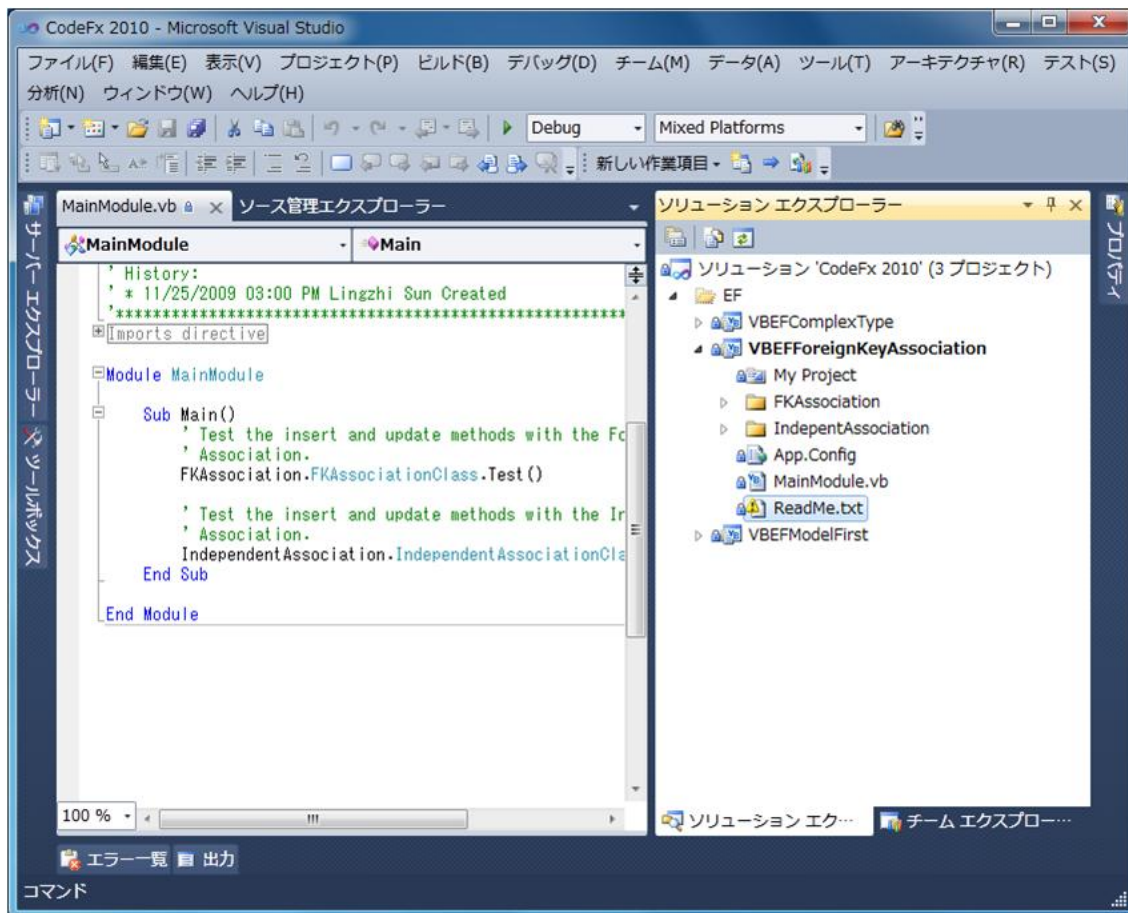 CodeFx 2010 - Microsoft Visual Studio
ファイル(F) 編集(E) 表示(V) プロジェクト(P) ビルド(B) デバッグ(D) チーム(M) データ(A) ツール(T) アーキテクチャ(R) テスト(S)
分析(N) ウィンドウ(W) ヘルプ(H)
Debug Mixed Platforms
新しい作業項目
サーバー エクスプローラー
ツールボックス
MainModule.vb ソース管理エクスプローラー
MainModule Main
' History:
' * 11/25/2009 03:00 PM Lingzhi Sun Created
'*******************************************************
Imports directive
Module MainModule
Sub Main()
' Test the insert and update methods with the Fo
' Association.
FKAssociation.FKAssociationClass.Test()
' Test the insert and update methods with the In
' Association.
IndependentAssociation.IndependentAssociationCla
End Sub
End Module
100 %
ソリューション エクスプローラー
ソリューション 'CodeFx 2010' (3 プロジェクト)
EF
VBEFComplexType
VBEFForeignKeyAssociation
My Project
FKAssociation
IndepentAssociation
App.Config
MainModule.vb
ReadMe.txt
VBEFModelFirst
ソリューション エク… チーム エクスプロー…
プロパティ
エラー一覧 出力
コマンド